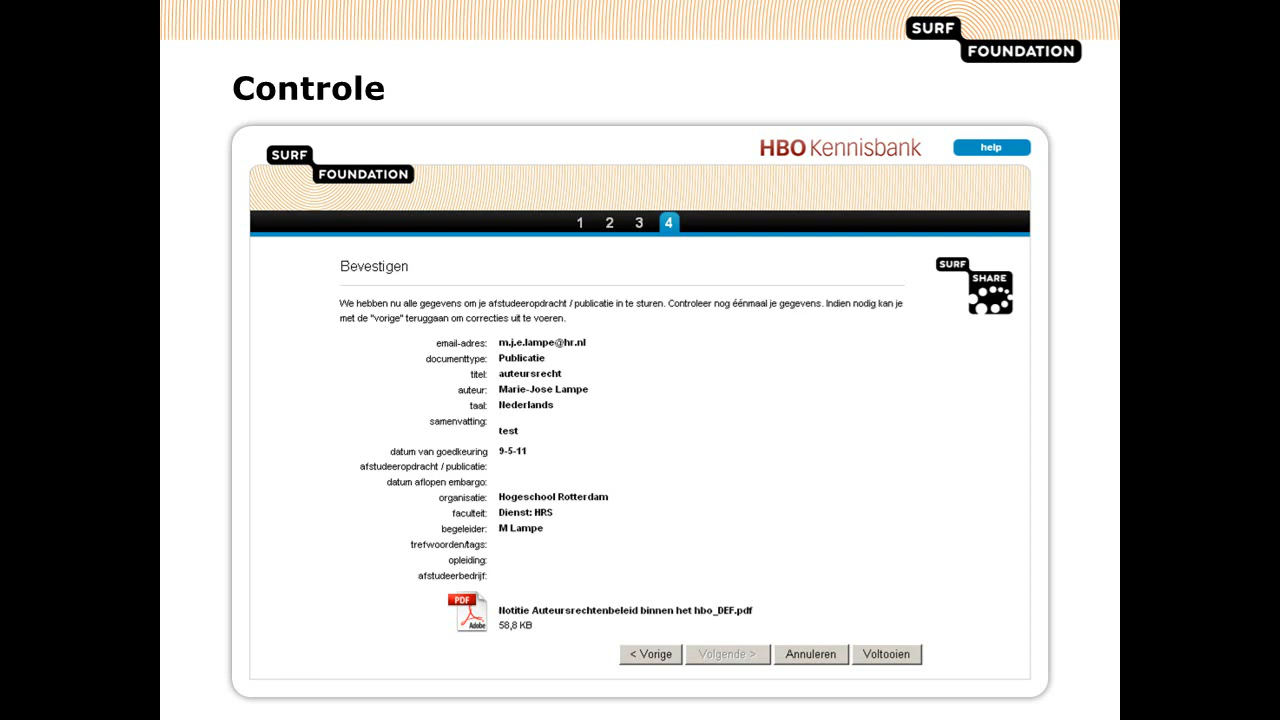 SURF
FOUNDATION
Controle
SURF
FOUNDATION
HBO Kennisbank
help
1 2 3 4
Bevestigen
SURF
SHARE
We hebben nu alle gegevens om je afstudeeropdracht / publicatie in te sturen. Controleer nog éénmaal je gegevens. Indien nodig kan je
met de "vorige" teruggaan om correcties uit te voeren.
email-adres: m.j.e.lampe@hr.nl
documenttype: Publicatie
titel: auteursrecht
auteur: Marie-Jose Lampe
taal: Nederlands
samenvatting:
test
datum van goedkeuring 9-5-11
afstudeeropdracht / publicatie:
datum aflopen embargo:
organisatie: Hogeschool Rotterdam
faculteit: Dienst: HRS
begeleider: M Lampe
trefwoorden/tags:
opleiding:
afstudeerbedrijf:
PDF
Adobe
Notitie Auteursrechtenbeleid binnen het hbo_DEF.pdf
58,8 KB
< Vorige Volgende > Annuleren Voltooien